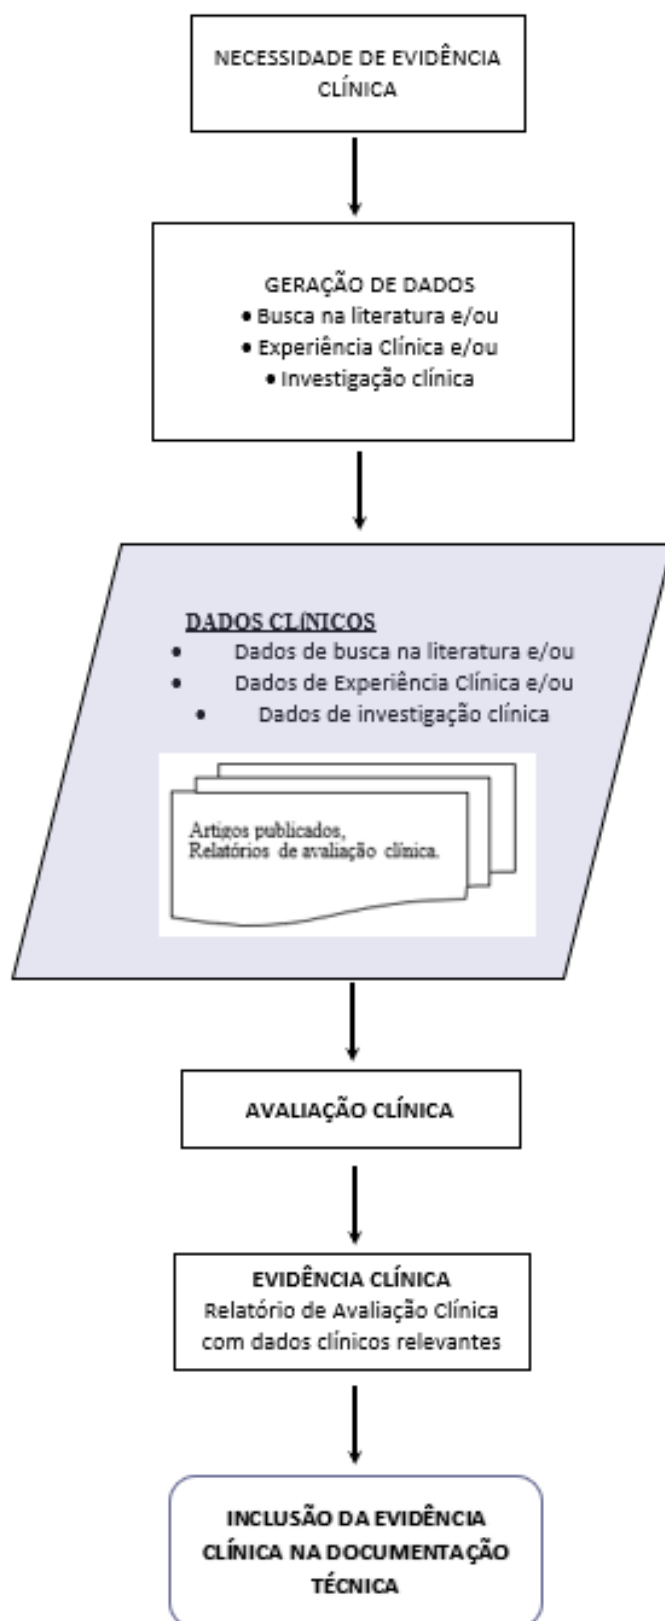 NECESSIDADE DE EVIDÊNCIA
CLÍNICA
GERAÇÃO DE DADOS
• Busca na literatura e/ou
• Experiência Clínica e/ou
• Investigação clínica
DADOS CLÍNICOS
• Dados de busca na literatura e/ou
• Dados de Experiência Clínica e/ou
• Dados de investigação clínica
Artigos publicados,
Relatórios de avaliação clínica.
AVALIAÇÃO CLÍNICA
EVIDÊNCIA CLÍNICA
Relatório de Avaliação Clínica
com dados clínicos relevantes
INCLUSÃO DA EVIDÊNCIA
CLÍNICA NA DOCUMENTAÇÃO
TÉCNICA